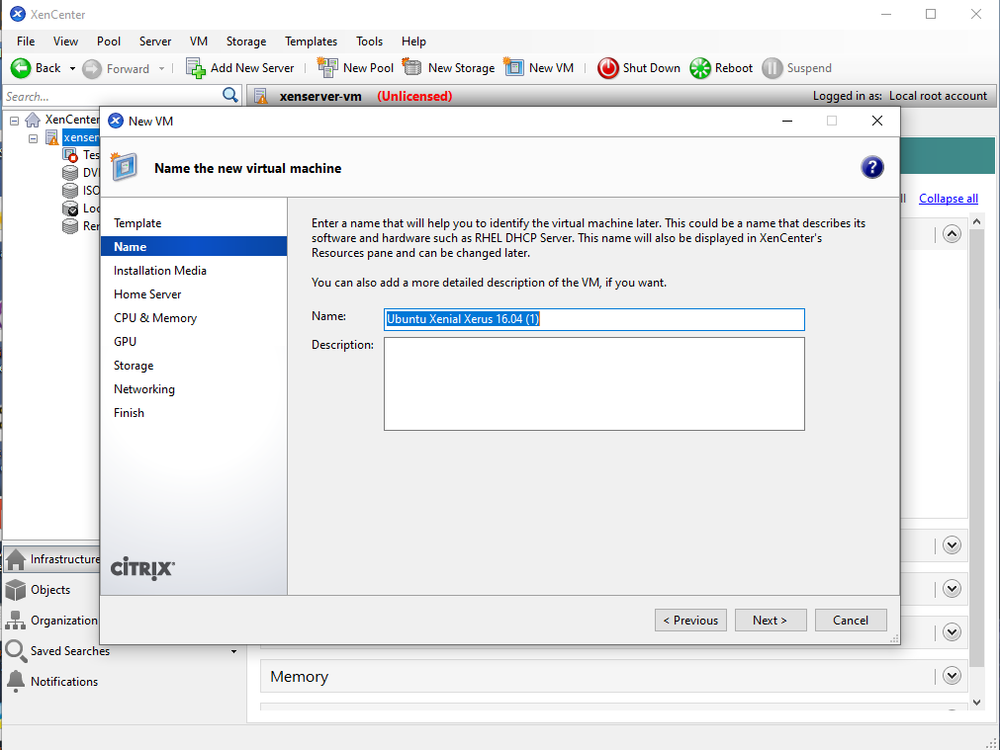 XenCenter
File View Pool Server VM Storage Templates Tools Help
Back Forward Add New Server New Pool New Storage New VM Shut Down Reboot Suspend
Search...
xenserver-vm (Unlicensed) Logged in as: Local root account
XenCenter
xenser
Tes
DV
ISO
Loc
Rer
New VM
Name the new virtual machine
?
Collapse all
Template
Name
Installation Media
Home Server
CPU & Memory
GPU
Storage
Networking
Finish
Enter a name that will help you to identify the virtual machine later. This could be a name that describes its
software and hardware such as RHEL DHCP Server. This name will also be displayed in XenCenter's
Resources pane and can be changed later.
You can also add a more detailed description of the VM, if you want.
Name: Ubuntu Xenial Xerus 16.04 (1)
Description:
CITRIX
< Previous Next > Cancel
Infrastructure
Objects
Organization
Saved Searches
Notifications
Memory